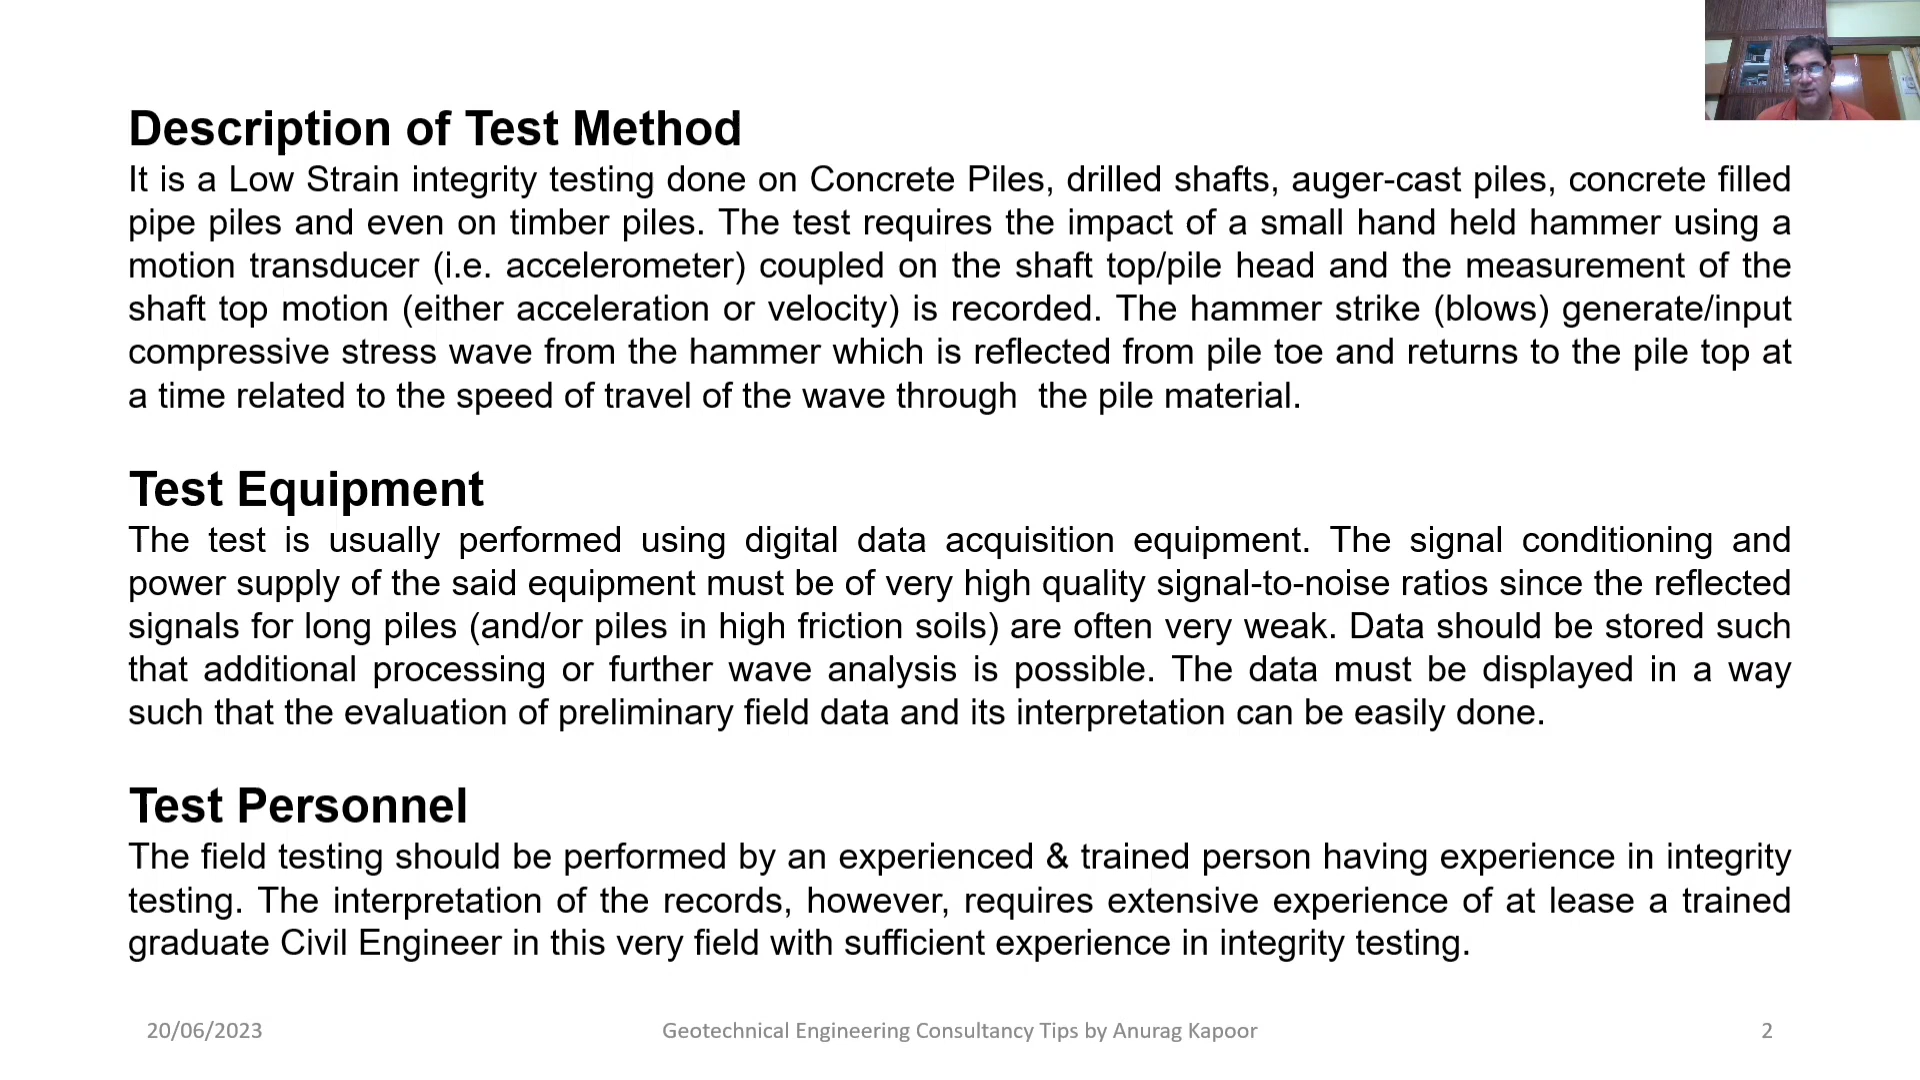 Description of Test Method
It is a Low Strain integrity testing done on Concrete Piles, drilled shafts, auger-cast piles, concrete filled
pipe piles and even on timber piles. The test requires the impact of a small hand held hammer using a
motion transducer (i.e. accelerometer) coupled on the shaft top/pile head and the measurement of the
shaft top motion (either acceleration or velocity) is recorded. The hammer strike (blows) generate/input
compressive stress wave from the hammer which is reflected from pile toe and returns to the pile top at
a time related to the speed of travel of the wave through  the pile material.
Test Equipment
The test is usually performed using digital data acquisition equipment. The signal conditioning and
power supply of the said equipment must be of very high quality signal-to-noise ratios since the reflected
signals for long piles (and/or piles in high friction soils) are often very weak. Data should be stored such
that additional processing or further wave analysis is possible. The data must be displayed in a way
such that the evaluation of preliminary field data and its interpretation can be easily done.
Test Personnel
The field testing should be performed by an experienced & trained person having experience in integrity
testing. The interpretation of the records, however, requires extensive experience of at lease a trained
graduate Civil Engineer in this very field with sufficient experience in integrity testing.
20/06/2023
Geotechnical Engineering Consultancy Tips by Anurag Kapoor
2